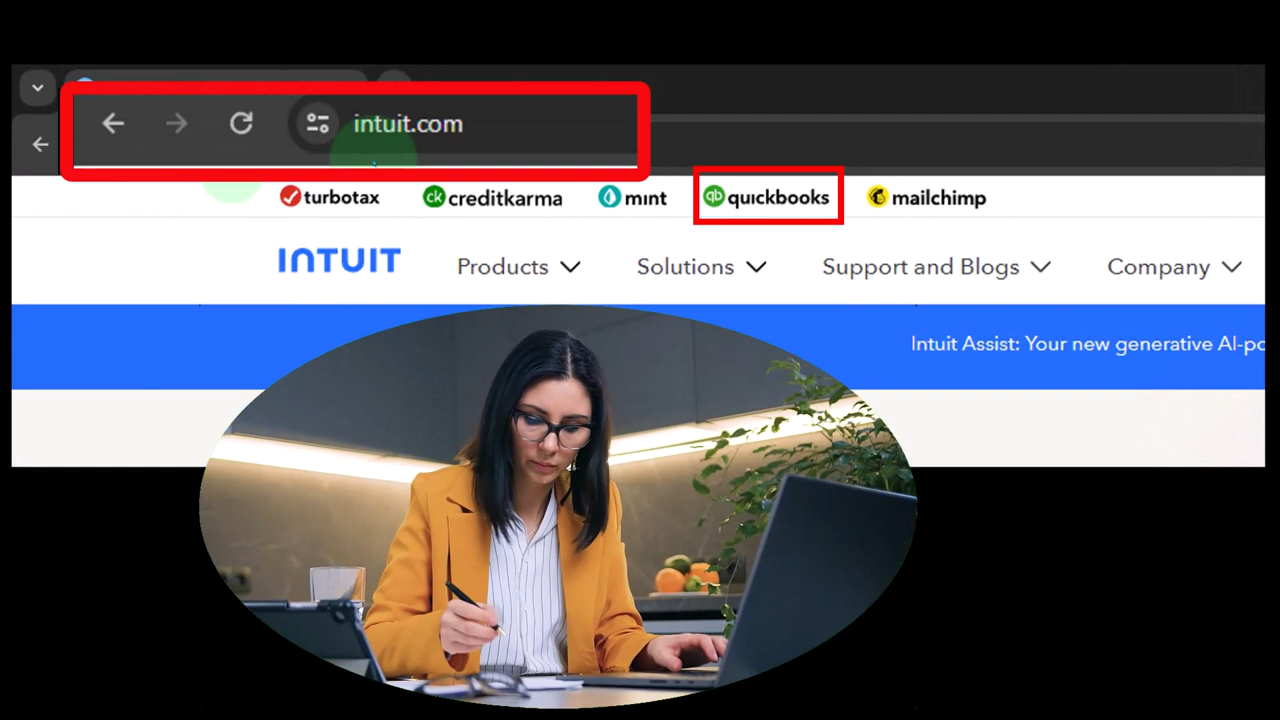 intuit.com
turbotax creditkarma mint quickbooks mailchimp
INTUIT Products Solutions Support and Blogs Company
Intuit Assist: Your new generative AI-po